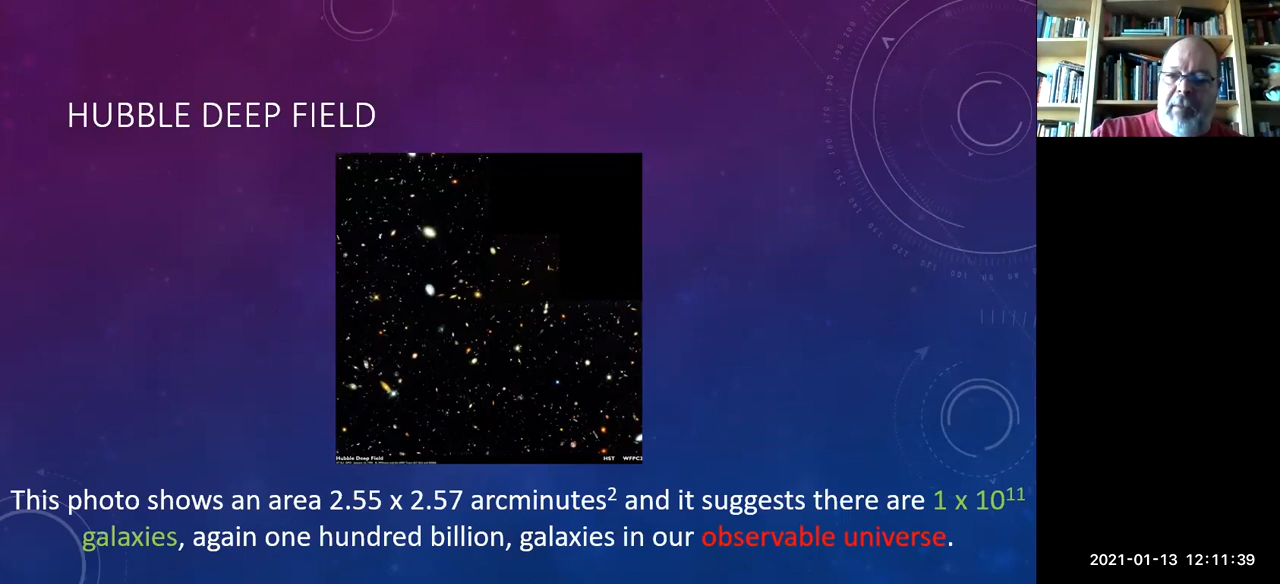 HUBBLE DEEP FIELD
Hubble Deep Field
HST WFPC2
This photo shows an area 2.55 x 2.57 arcminutes² and it suggests there are 1 x 10¹¹
galaxies, again one hundred billion, galaxies in our observable universe.
2021-01-13 12:11:39